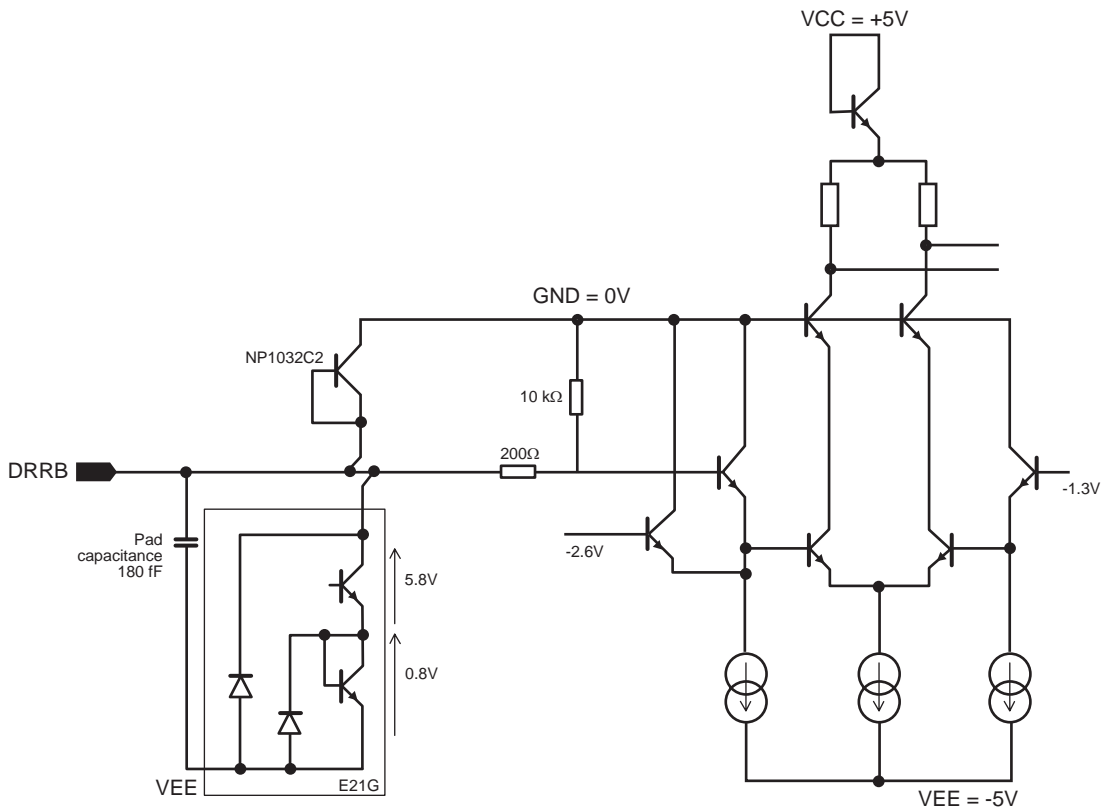 VCC = +5V
GND = 0V
NP1032C2
10 kΩ
200Ω
DRRB
-1.3V
Pad
capacitance
180 fF
-2.6V
5.8V
0.8V
VEE
E21G
VEE = -5V